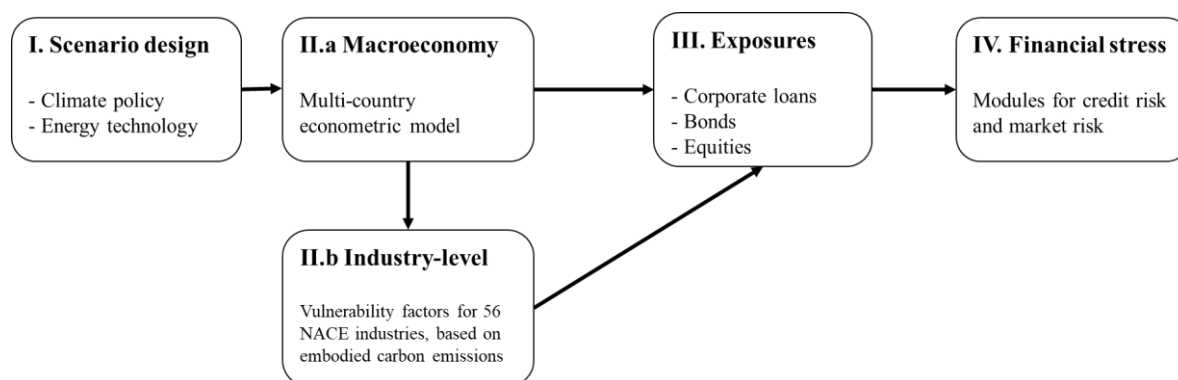 I. Scenario design
- Climate policy
- Energy technology
II.a Macroeconomy
Multi-country
econometric model
II.b Industry-level
Vulnerability factors for 56
NACE industries, based on
embodied carbon emissions
III. Exposures
- Corporate loans
- Bonds
- Equities
IV. Financial stress
Modules for credit risk
and market risk